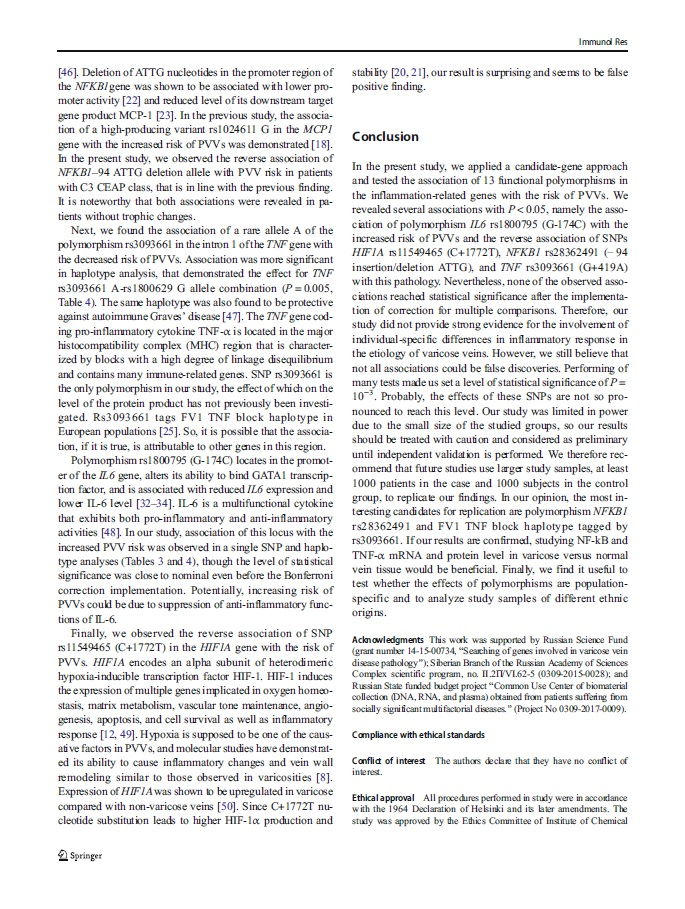 Immunol Res
[46]. Deletion of ATTG nucleotides in the promoter region of
the NFKB1gene was shown to be associated with lower pro-
moter activity [22] and reduced level of its downstream target
gene product MCP-1 [23]. In the previous study, the associa-
tion of a high-producing variant rs1024611 G in the MCP1
gene with the increased risk of PVVs was demonstrated [18].
In the present study, we observed the reverse association of
NFKB1–94 ATTG deletion allele with PVV risk in patients
with C3 CEAP class, that is in line with the previous finding.
It is noteworthy that both associations were revealed in pa-
tients without trophic changes.
Next, we found the association of a rare allele A of the
polymorphism rs3093661 in the intron 1 of the TNF gene with
the decreased risk of PVVs. Association was more significant
in haplotype analysis, that demonstrated the effect for TNF
rs3093661 A-rs1800629 G allele combination (P = 0.005,
Table 4). The same haplotype was also found to be protective
against autoimmune Graves’ disease [47]. The TNF gene cod-
ing pro-inflammatory cytokine TNF-α is located in the major
histocompatibility complex (MHC) region that is character-
ized by blocks with a high degree of linkage disequilibrium
and contains many immune-related genes. SNP rs3093661 is
the only polymorphism in our study, the effect of which on the
level of the protein product has not previously been investi-
gated. Rs3093661 tags FV1 TNF block haplotype in
European populations [25]. So, it is possible that the associa-
tion, if it is true, is attributable to other genes in this region.
Polymorphism rs1800795 (G-174C) locates in the promot-
er of the IL6 gene, alters its ability to bind GATA1 transcrip-
tion factor, and is associated with reduced IL6 expression and
lower IL-6 level [32–34]. IL-6 is a multifunctional cytokine
that exhibits both pro-inflammatory and anti-inflammatory
activities [48]. In our study, association of this locus with the
increased PVV risk was observed in a single SNP and haplo-
type analyses (Tables 3 and 4), though the level of statistical
significance was close to nominal even before the Bonferroni
correction implementation. Potentially, increasing risk of
PVVs could be due to suppression of anti-inflammatory func-
tions of IL-6.
Finally, we observed the reverse association of SNP
rs11549465 (C+1772T) in the HIF1A gene with the risk of
PVVs. HIF1A encodes an alpha subunit of heterodimeric
hypoxia-inducible transcription factor HIF-1. HIF-1 induces
the expression of multiple genes implicated in oxygen homeo-
stasis, matrix metabolism, vascular tone maintenance, angio-
genesis, apoptosis, and cell survival as well as inflammatory
response [12, 49]. Hypoxia is supposed to be one of the caus-
ative factors in PVVs, and molecular studies have demonstrat-
ed its ability to cause inflammatory changes and vein wall
remodeling similar to those observed in varicosities [8].
Expression of HIF1A was shown to be upregulated in varicose
compared with non-varicose veins [50]. Since C+1772T nu-
cleotide substitution leads to higher HIF-1α production and
stability [20, 21], our result is surprising and seems to be false
positive finding.
Conclusion
In the present study, we applied a candidate-gene approach
and tested the association of 13 functional polymorphisms in
the inflammation-related genes with the risk of PVVs. We
revealed several associations with P < 0.05, namely the asso-
ciation of polymorphism IL6 rs1800795 (G-174C) with the
increased risk of PVVs and the reverse association of SNPs
HIF1A rs11549465 (C+1772T), NFKB1 rs28362491 (− 94
insertion/deletion ATTG), and TNF rs3093661 (G+419A)
with this pathology. Nevertheless, none of the observed asso-
ciations reached statistical significance after the implementa-
tion of correction for multiple comparisons. Therefore, our
study did not provide strong evidence for the involvement of
individual-specific differences in inflammatory response in
the etiology of varicose veins. However, we still believe that
not all associations could be false discoveries. Performing of
many tests made us set a level of statistical significance of P =
10⁻³. Probably, the effects of these SNPs are not so pro-
nounced to reach this level. Our study was limited in power
due to the small size of the studied groups, so our results
should be treated with caution and considered as preliminary
until independent validation is performed. We therefore rec-
ommend that future studies use larger study samples, at least
1000 patients in the case and 1000 subjects in the control
group, to replicate our findings. In our opinion, the most in-
teresting candidates for replication are polymorphism NFKB1
rs28362491 and FV1 TNF block haplotype tagged by
rs3093661. If our results are confirmed, studying NF-kB and
TNF-α mRNA and protein level in varicose versus normal
vein tissue would be beneficial. Finally, we find it useful to
test whether the effects of polymorphisms are population-
specific and to analyze study samples of different ethnic
origins.
Acknowledgments This work was supported by Russian Science Fund
(grant number 14-15-00734, “Searching of genes involved in varicose vein
disease pathology”); Siberian Branch of the Russian Academy of Sciences
Complex scientific program, no. II.2П/VI.62-5 (0309-2015-0028); and
Russian State funded budget project “Common Use Center of biomaterial
collection (DNA, RNA, and plasma) obtained from patients suffering from
socially significant multifactorial diseases.” (Project No 0309-2017-0009).
Compliance with ethical standards
Conflict of interest The authors declare that they have no conflict of
interest.
Ethical approval All procedures performed in study were in accordance
with the 1964 Declaration of Helsinki and its later amendments. The
study was approved by the Ethics Committee of Institute of Chemical
Springer